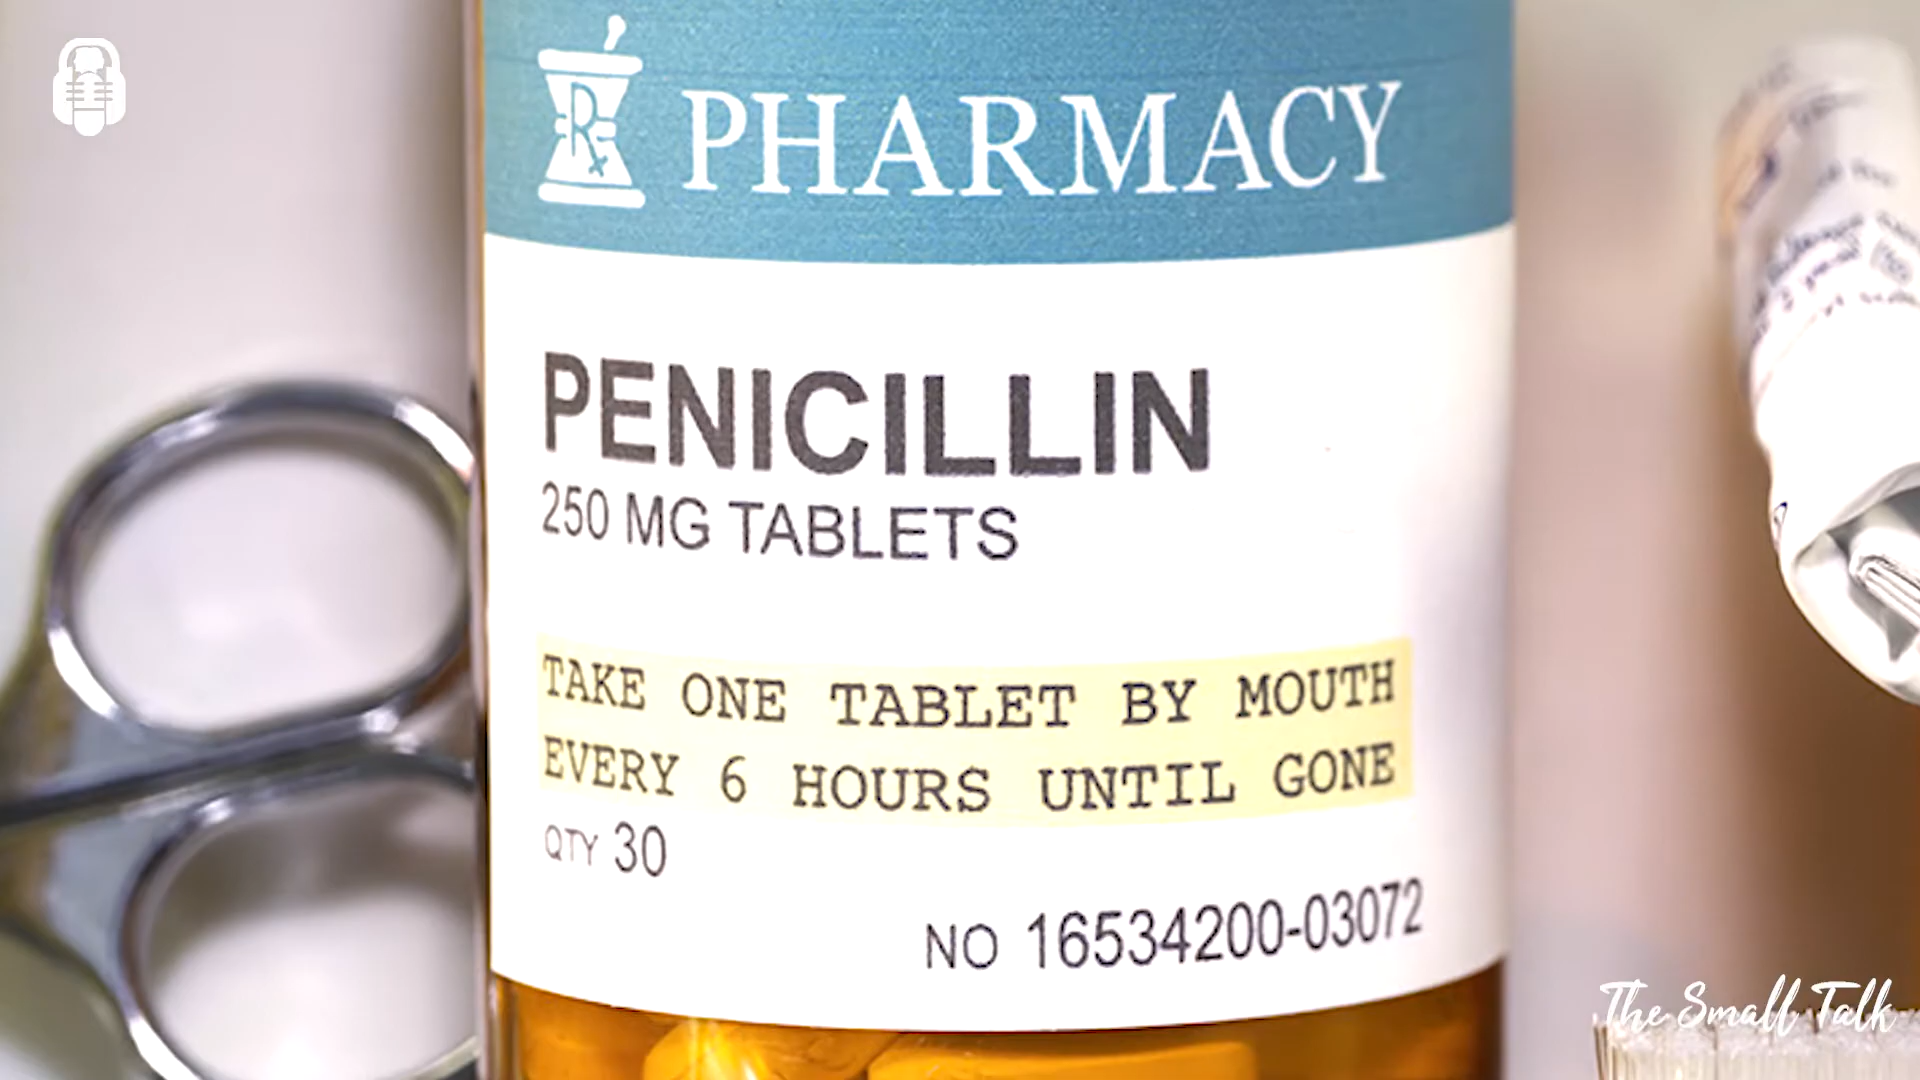 Rx PHARMACY
PENICILLIN
250 MG TABLETS
TAKE ONE TABLET BY MOUTH
EVERY 6 HOURS UNTIL GONE
QTY 30
NO 16534200-03072
The Small Talk